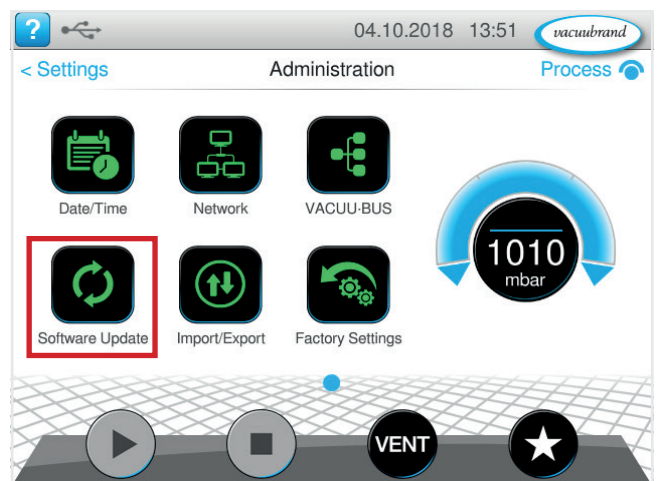 ? 04.10.2018 13:51 vacuubrand
< Settings Administration Process
Date/Time Network VACUU·BUS
1010
mbar
Software Update Import/Export Factory Settings
VENT